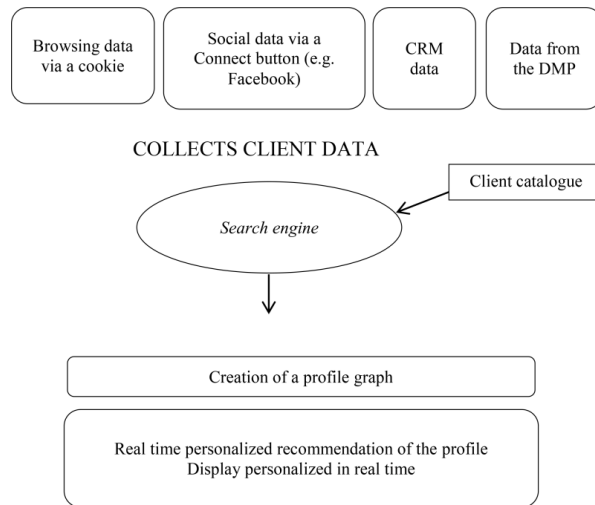 Browsing data
via a cookie
Social data via a
Connect button (e.g.
Facebook)
CRM
data
Data from
the DMP
COLLECTS CLIENT DATA
Client catalogue
Search engine
Creation of a profile graph
Real time personalized recommendation of the profile
Display personalized in real time